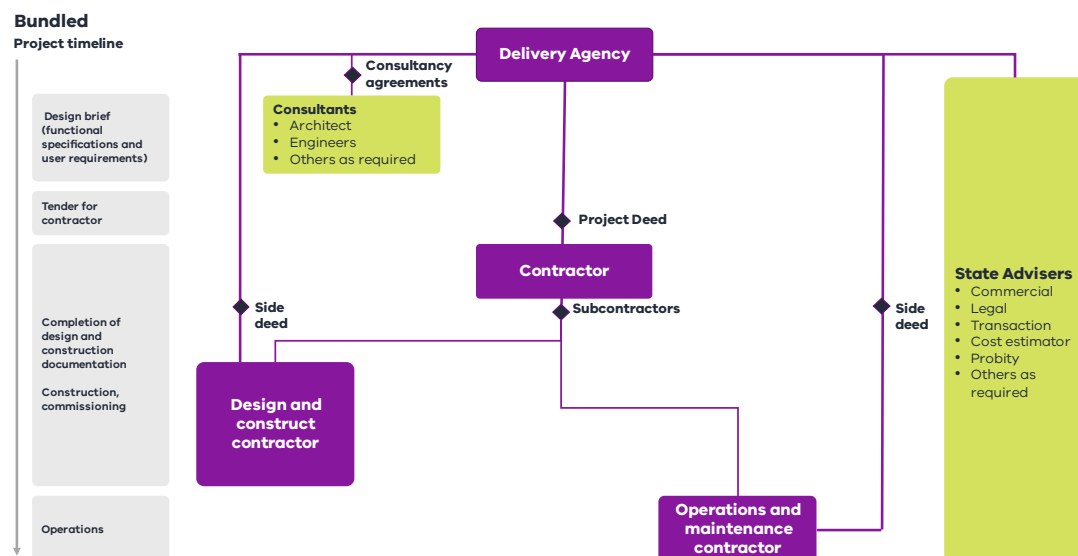 Bundled
Project timeline
Design brief
(functional
specifications and
user requirements)
Tender for
contractor
Completion of
design and
construction
documentation
Construction,
commissioning
Operations
Delivery Agency
Consultancy
agreements
Consultants
• Architect
• Engineers
• Others as required
Project Deed
Contractor
Subcontractors
Side
deed
Design and
construct
contractor
Operations and
maintenance
contractor
Side
deed
State Advisers
• Commercial
• Legal
• Transaction
• Cost estimator
• Probity
• Others as
required